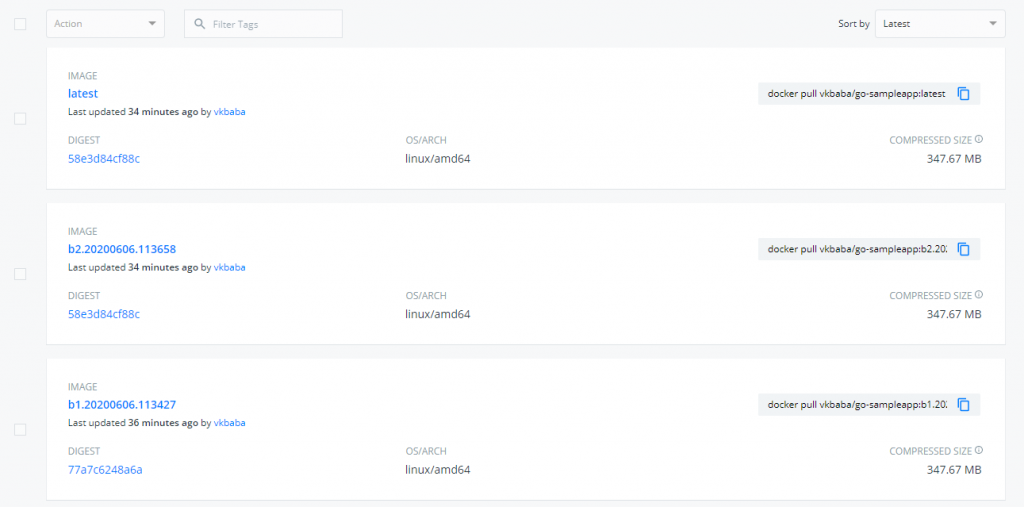 Action
Filter Tags
Sort by
Latest
IMAGE
latest
docker pull vkbaba/go-sampleapp:latest
Last updated 34 minutes ago by vkbaba
DIGEST
OS/ARCH
COMPRESSED SIZE
58e3d84cf88c
linux/amd64
347.67 MB
IMAGE
b2.20200606.113658
docker pull vkbaba/go-sampleapp:b2.20
Last updated 34 minutes ago by vkbaba
DIGEST
OS/ARCH
COMPRESSED SIZE
58e3d84cf88c
linux/amd64
347.67 MB
IMAGE
b1.20200606.113427
docker pull vkbaba/go-sampleapp:b1.20
Last updated 36 minutes ago by vkbaba
DIGEST
OS/ARCH
COMPRESSED SIZE
77a7c6248a6a
linux/amd64
347.67 MB